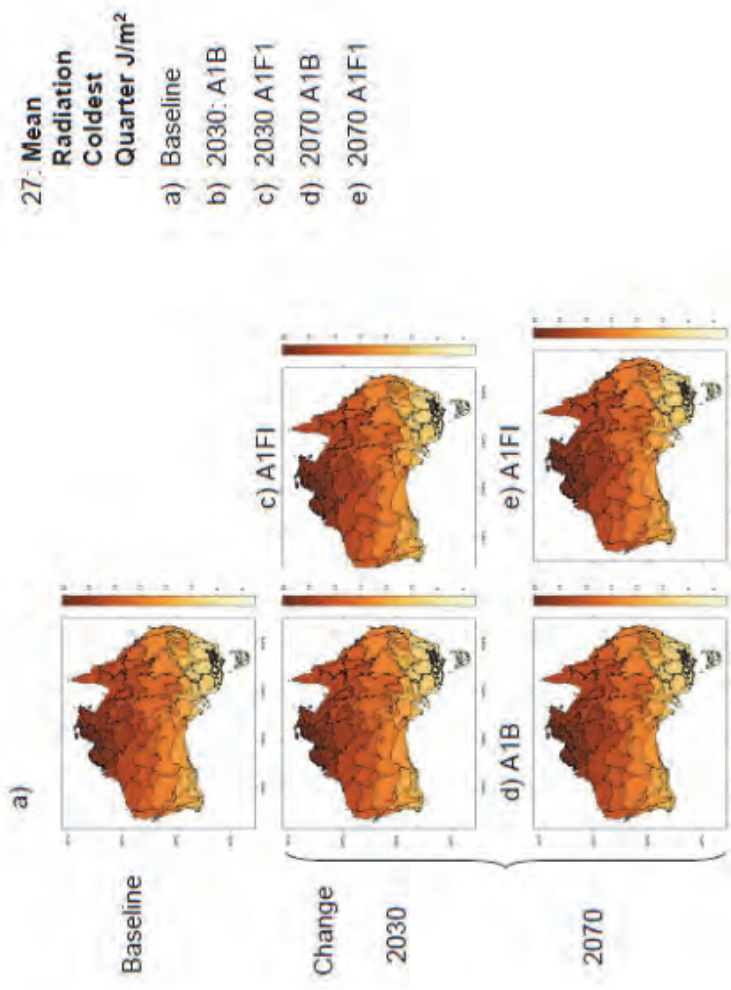 27: Mean
Radiation
Coldest
Quarter J/m²
a) Baseline
b) 2030: A1B
c) 2030 A1F1
d) 2070 A1B
e) 2070 A1F1
a)
Baseline
Change
c) A1FI
2030
d) A1B
e) A1FI
2070